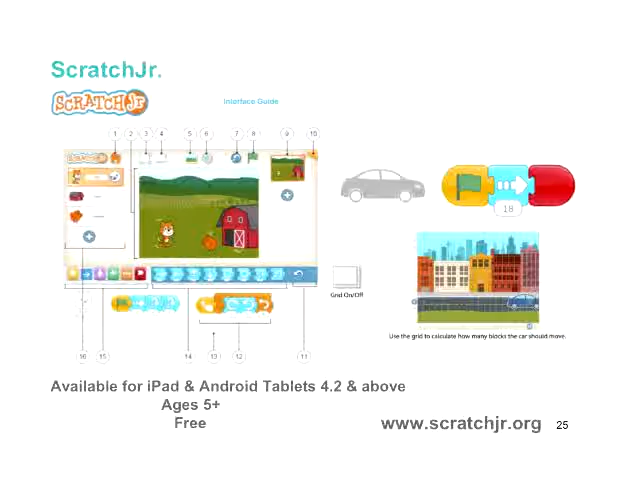 ScratchJr.
SCRATCH Jr
Interface Guide
1 2 3 4 5 6 7 8 9 10
18
Grid On/Off
Use the grid to calculate how many blocks the car should move.
16 15 14 13 12 11
Available for iPad & Android Tablets 4.2 & above
Ages 5+
Free
www.scratchjr.org 25